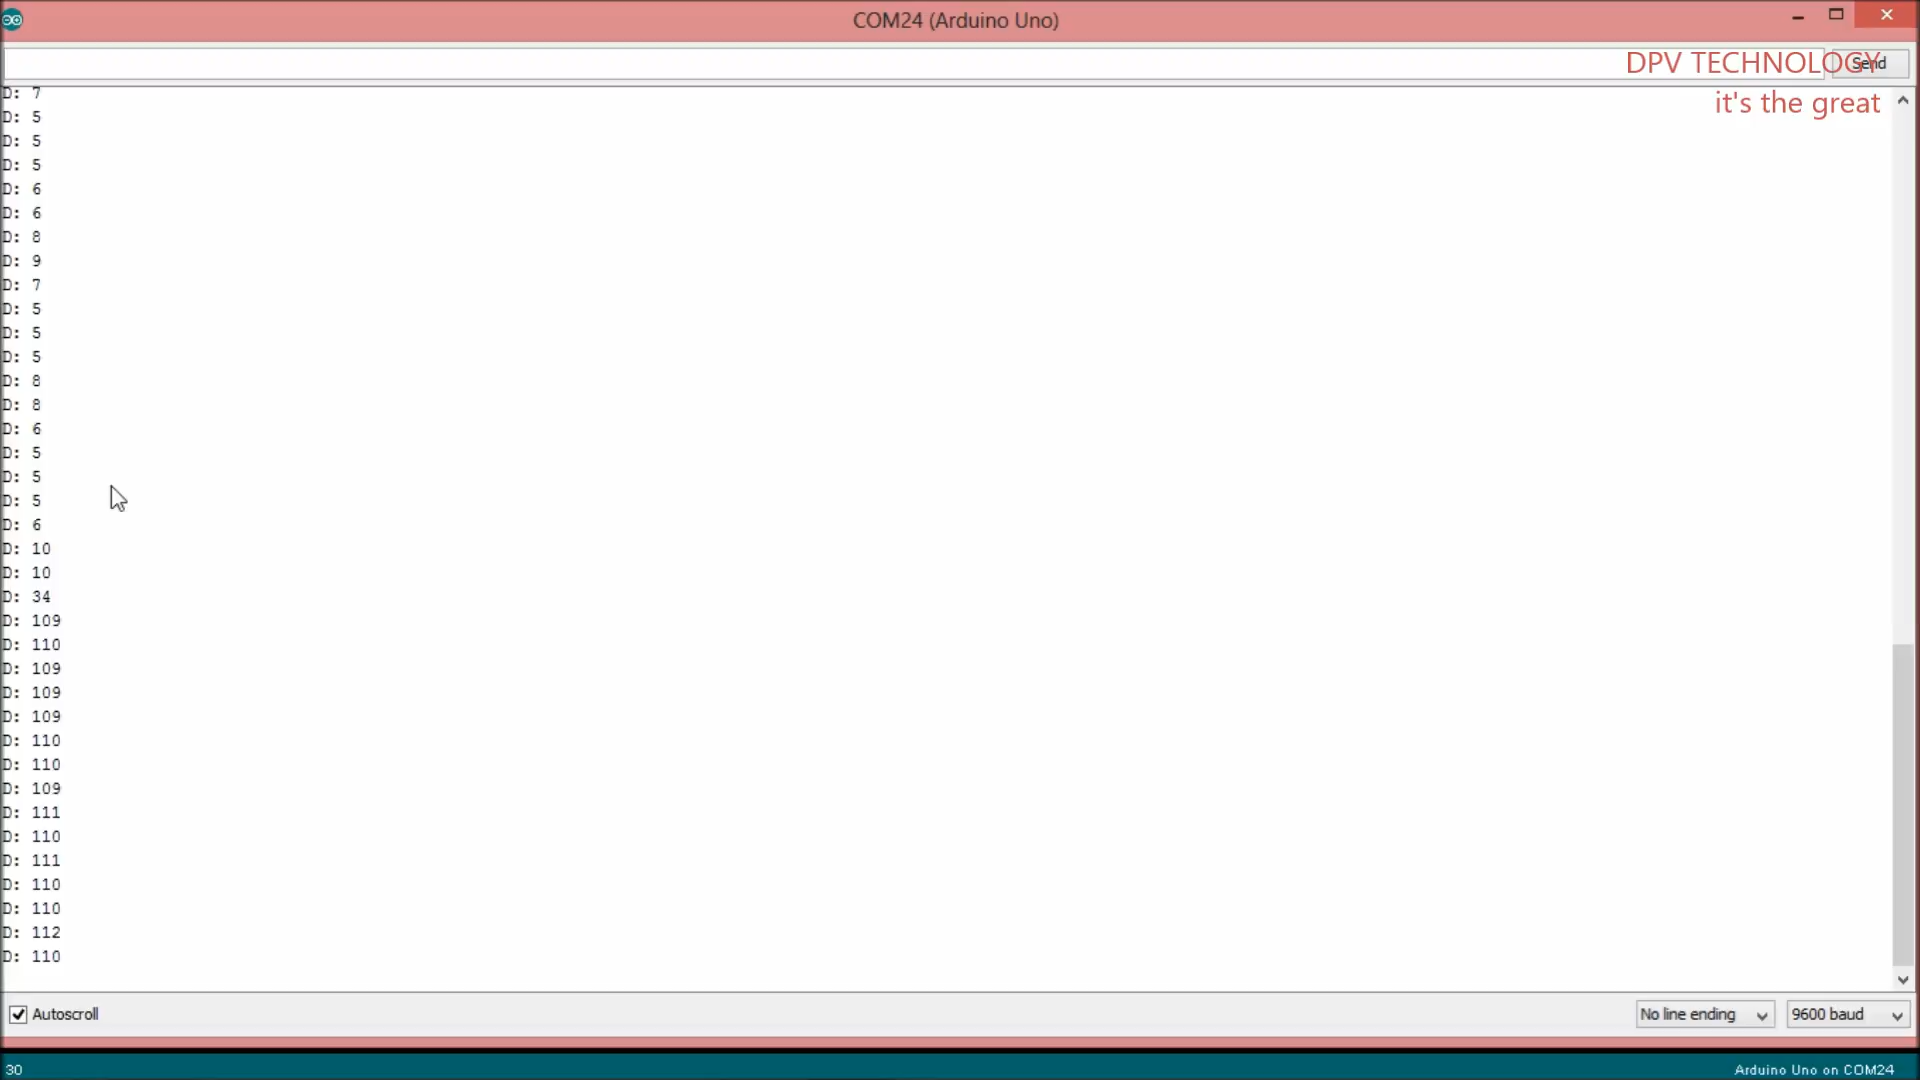 COM24 (Arduino Uno)
DPV TECHNOLOGY
Send
it's the great
D: 7
D: 5
D: 5
D: 5
D: 6
D: 6
D: 8
D: 9
D: 7
D: 5
D: 5
D: 5
D: 8
D: 8
D: 6
D: 5
D: 5
D: 5
D: 6
D: 10
D: 10
D: 34
D: 109
D: 110
D: 109
D: 109
D: 109
D: 110
D: 110
D: 109
D: 111
D: 110
D: 111
D: 110
D: 110
D: 112
D: 110
Autoscroll
No line ending
9600 baud
30
Arduino Uno on COM24